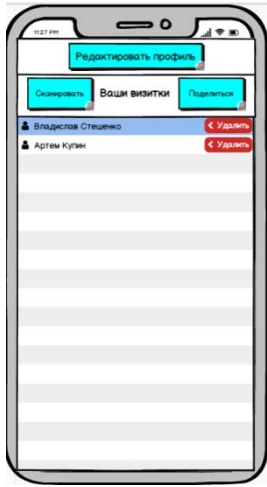 11:27 PM
Редактировать профиль
Сканировать Ваши визитки Поделиться
Владислав Стешенко < Удалить
Артем Купин < Удалить